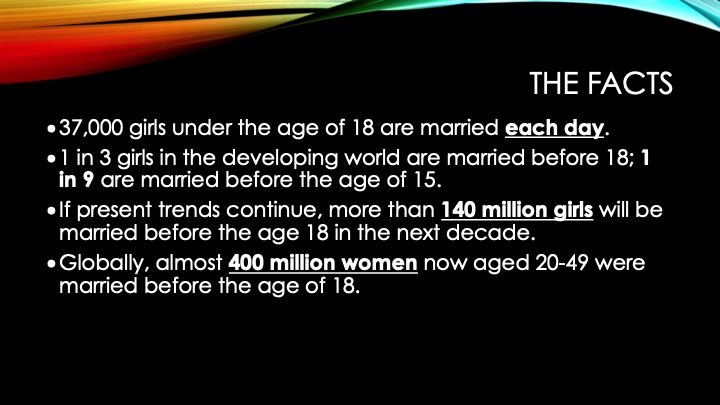 THE FACTS
•37,000 girls under the age of 18 are married each day.
•1 in 3 girls in the developing world are married before 18; 1
in 9 are married before the age of 15.
•If present trends continue, more than 140 million girls will be
married before the age 18 in the next decade.
•Globally, almost 400 million women now aged 20-49 were
married before the age of 18.